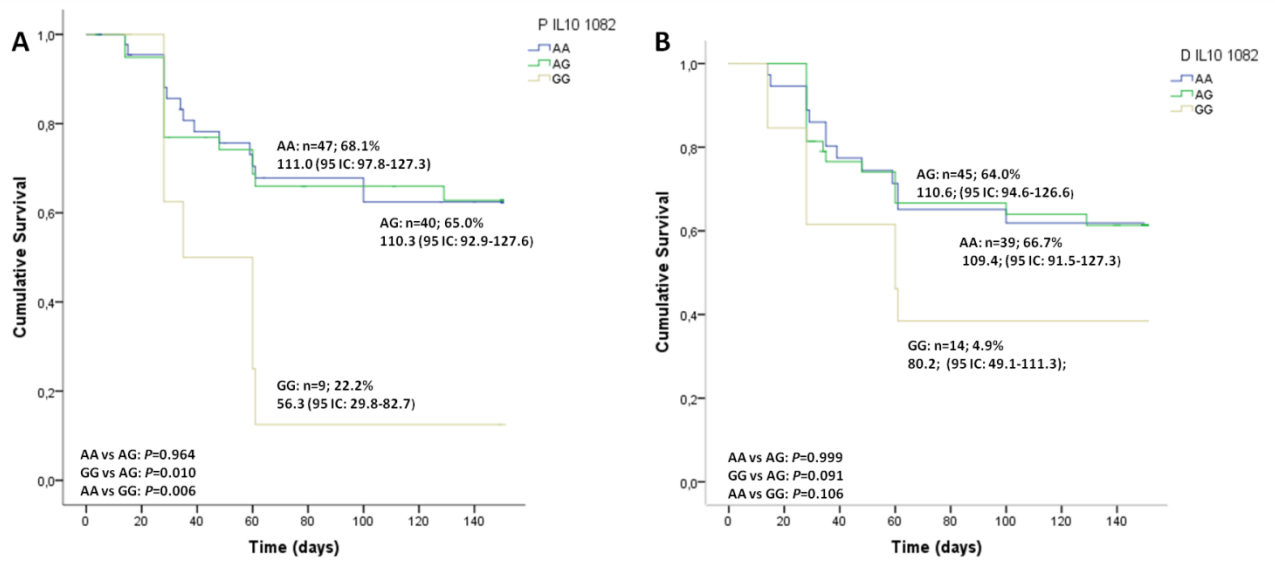 A
P IL10 1082
AA
AG
GG
Cumulative Survival
1,0
0,8
0,6
0,4
0,2
0,0
AA: n=47; 68.1%
111.0 (95 IC: 97.8-127.3)
AG: n=40; 65.0%
110.3 (95 IC: 92.9-127.6)
GG: n=9; 22.2%
56.3 (95 IC: 29.8-82.7)
AA vs AG: P=0.964
GG vs AG: P=0.010
AA vs GG: P=0.006
0 20 40 60 80 100 120 140
Time (days)
B
D IL10 1082
AA
AG
GG
Cumulative Survival
1,0
0,8
0,6
0,4
0,2
0,0
AG: n=45; 64.0%
110.6; (95 IC: 94.6-126.6)
AA: n=39; 66.7%
109.4; (95 IC: 91.5-127.3)
GG: n=14; 4.9%
80.2; (95 IC: 49.1-111.3);
AA vs AG: P=0.999
GG vs AG: P=0.091
AA vs GG: P=0.106
0 20 40 60 80 100 120 140
Time (days)